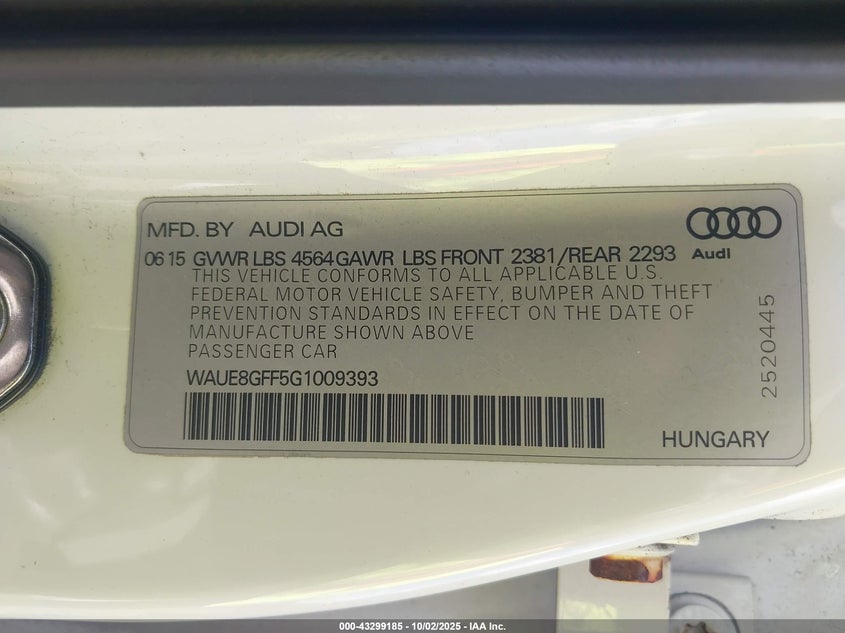 MFD. BY AUDI AG
Audi
06 15 GVWR LBS 4564 GAWR LBS FRONT 2381/REAR 2293
THIS VEHICLE CONFORMS TO ALL APPLICABLE U.S.
FEDERAL MOTOR VEHICLE SAFETY, BUMPER AND THEFT
PREVENTION STANDARDS IN EFFECT ON THE DATE OF
MANUFACTURE SHOWN ABOVE
PASSENGER CAR
WAUE8GFF5G1009393
HUNGARY
2520445
000-43299185 - 10/02/2025 - IAA Inc.